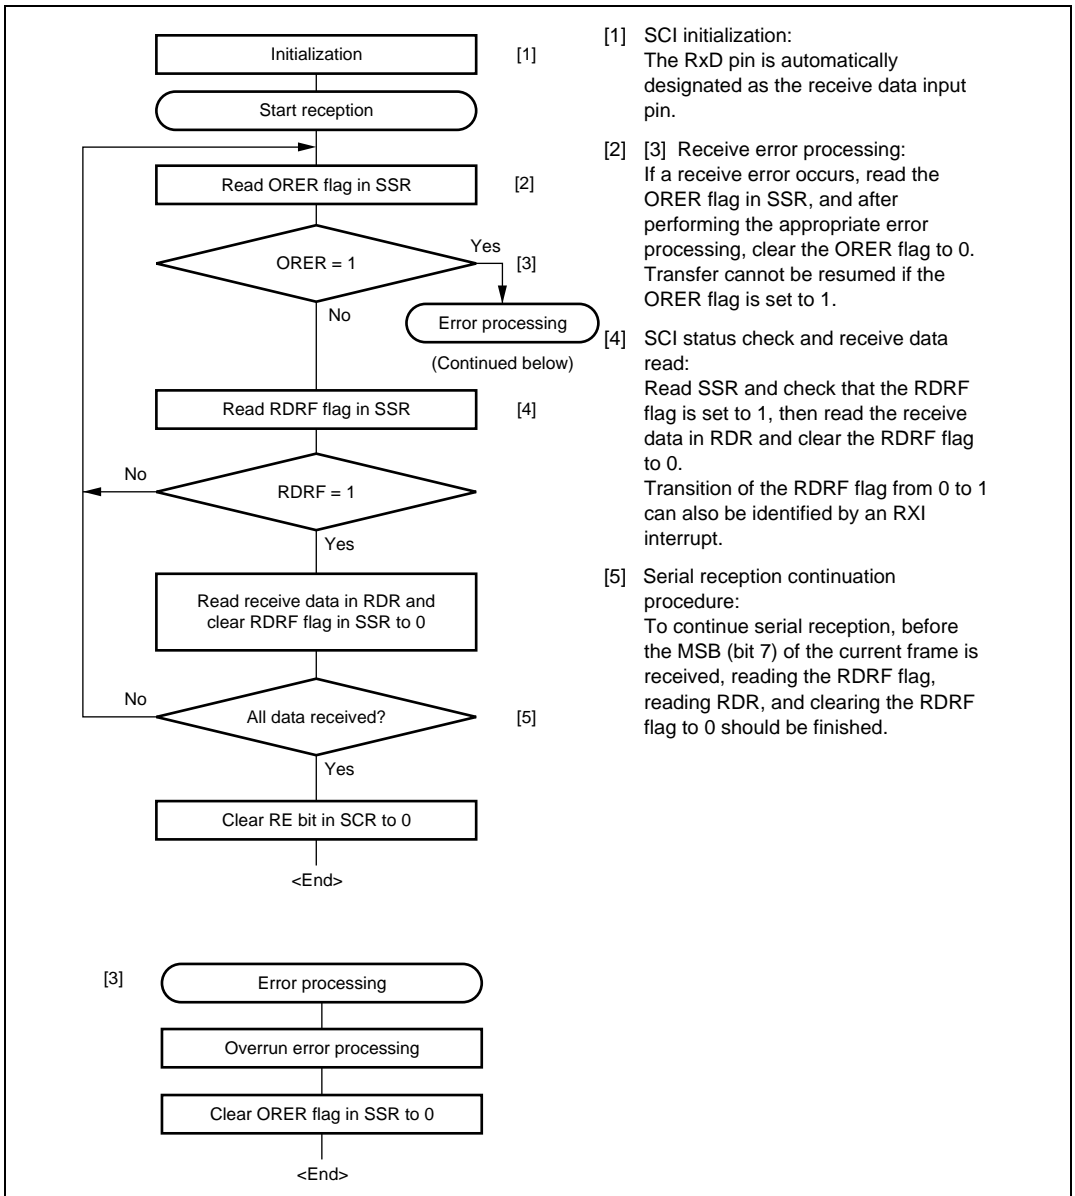 Initialization
[1]
Start reception
Read ORER flag in SSR
[2]
ORER = 1
Yes
[3]
No
Error processing
(Continued below)
Read RDRF flag in SSR
[4]
No
RDRF = 1
Yes
Read receive data in RDR and
clear RDRF flag in SSR to 0
No
All data received?
[5]
Yes
Clear RE bit in SCR to 0
<End>
[3]
Error processing
Overrun error processing
Clear ORER flag in SSR to 0
<End>
[1] SCI initialization:
The RxD pin is automatically
designated as the receive data input
pin.
[2] [3] Receive error processing:
If a receive error occurs, read the
ORER flag in SSR, and after
performing the appropriate error
processing, clear the ORER flag to 0.
Transfer cannot be resumed if the
ORER flag is set to 1.
[4] SCI status check and receive data
read:
Read SSR and check that the RDRF
flag is set to 1, then read the receive
data in RDR and clear the RDRF flag
to 0.
Transition of the RDRF flag from 0 to 1
can also be identified by an RXI
interrupt.
[5] Serial reception continuation
procedure:
To continue serial reception, before
the MSB (bit 7) of the current frame is
received, reading the RDRF flag,
reading RDR, and clearing the RDRF
flag to 0 should be finished.